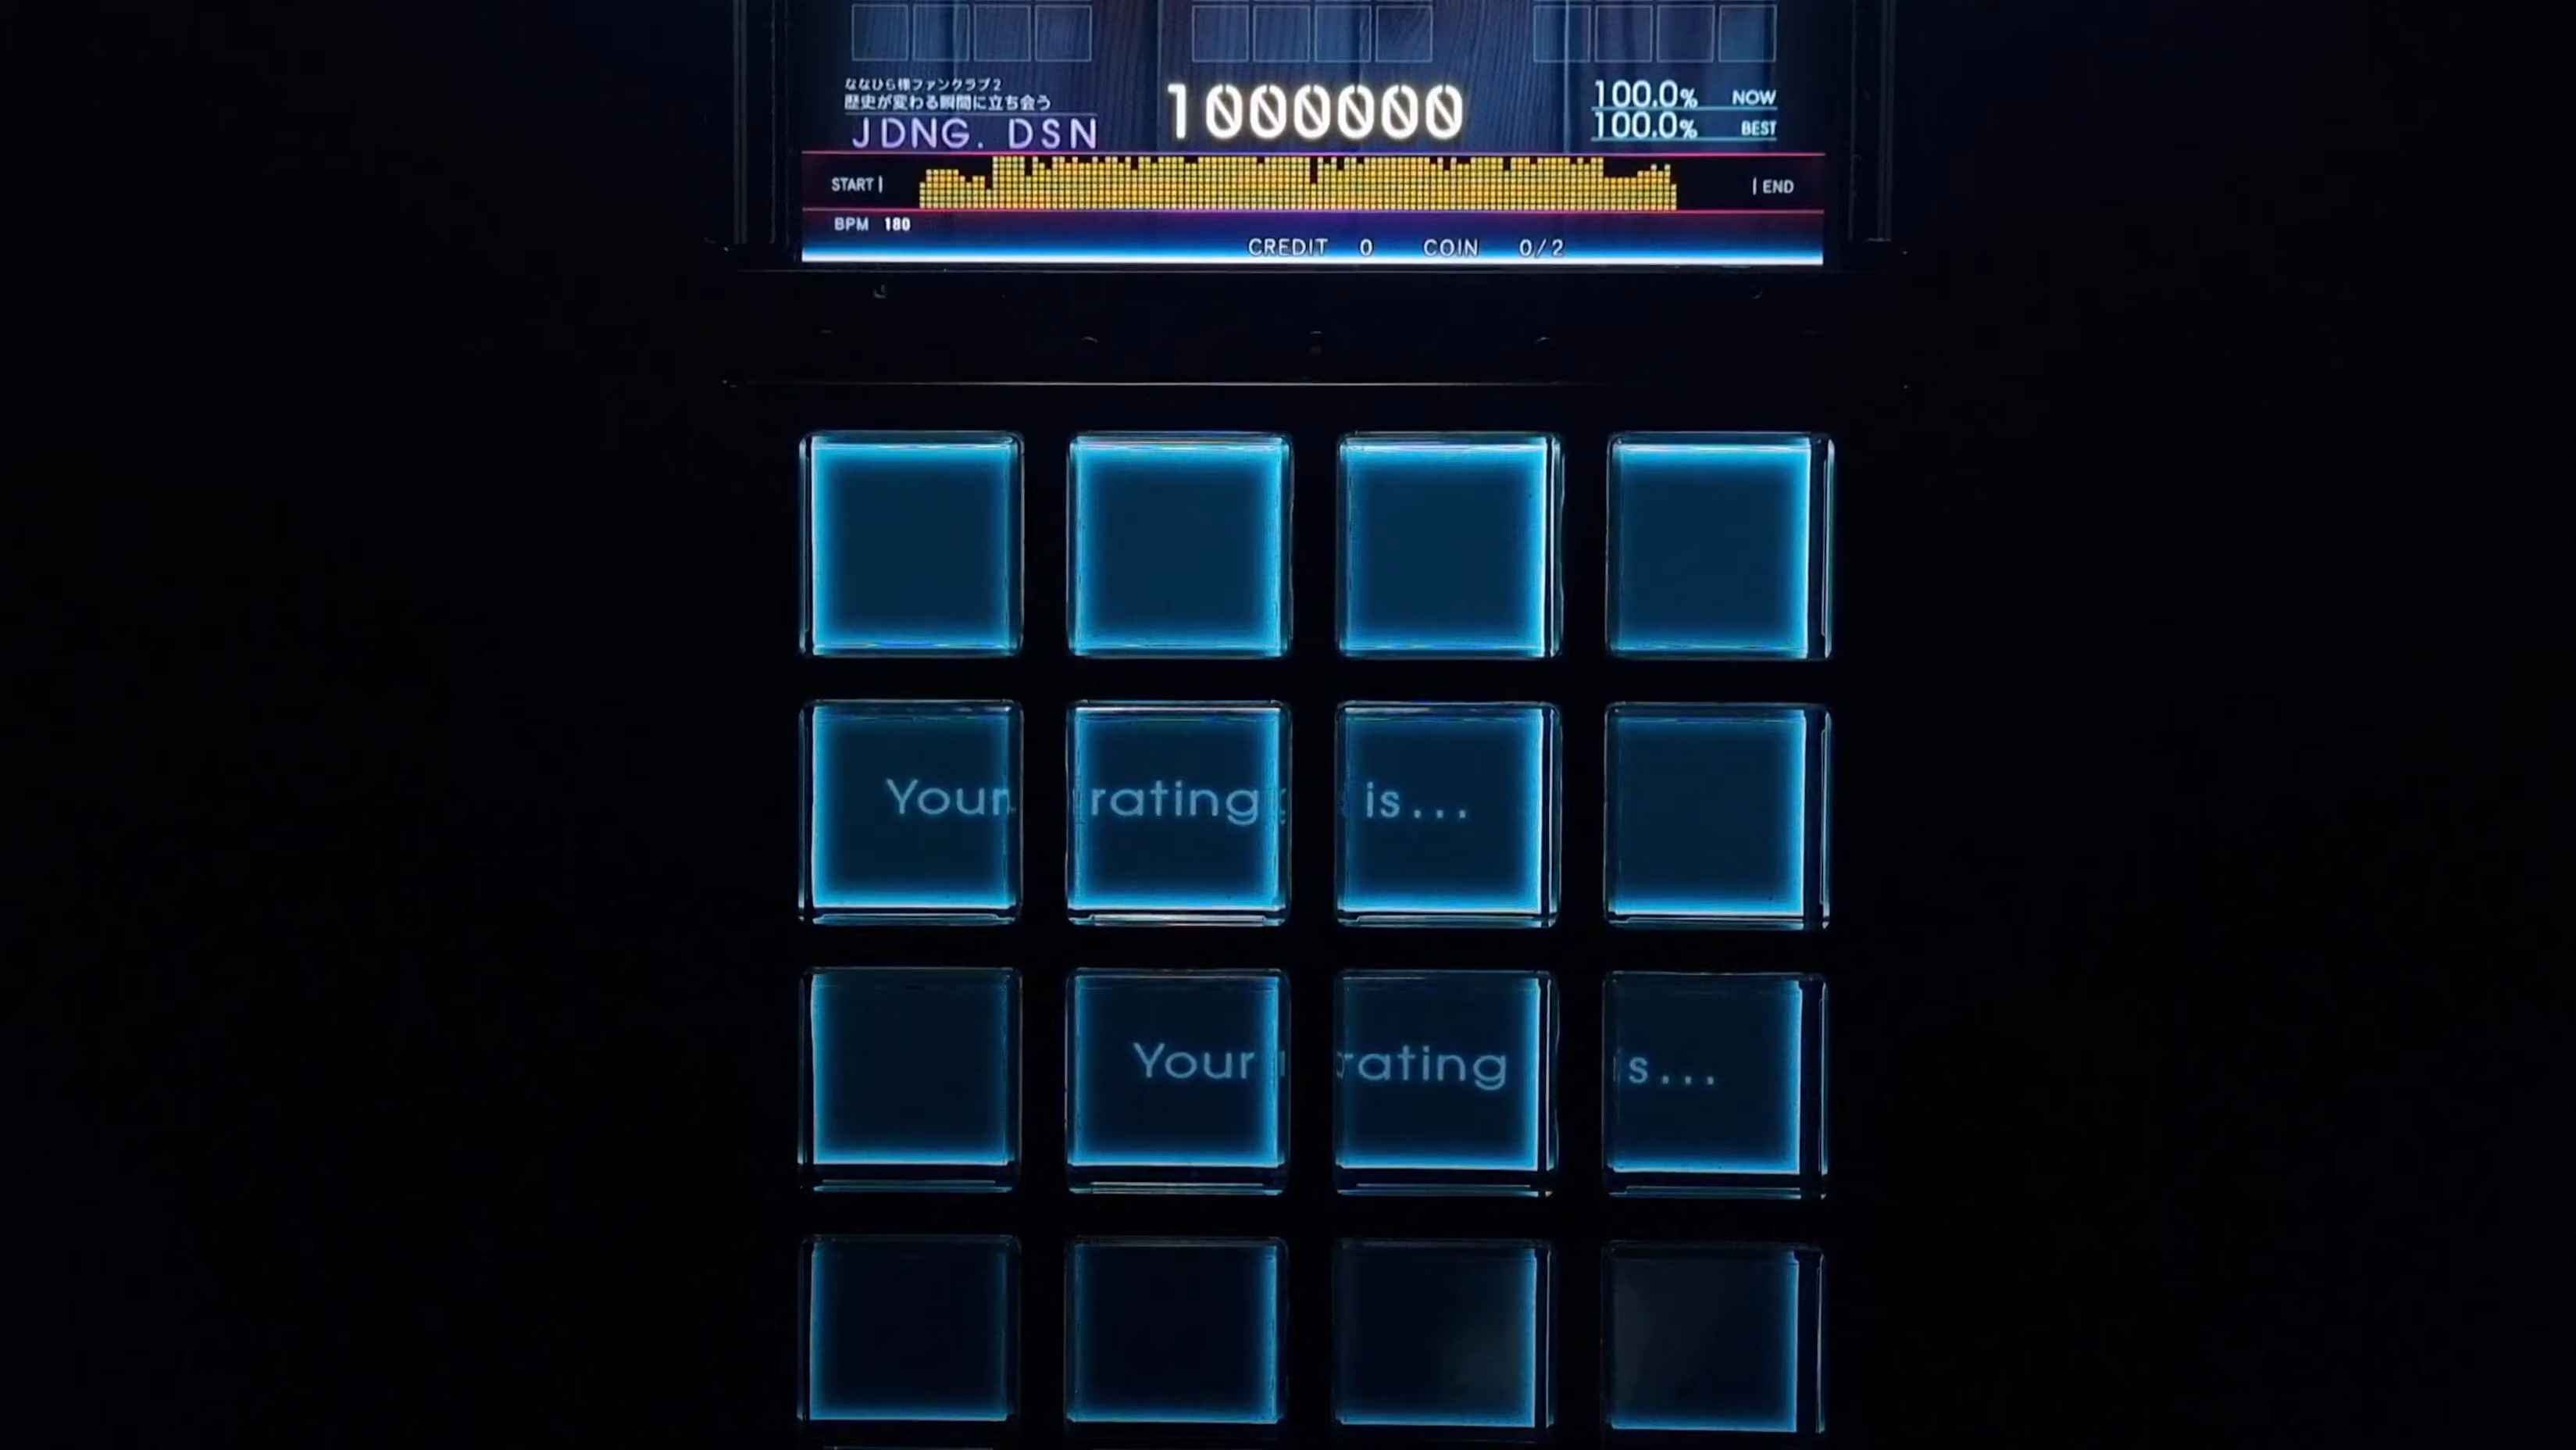 ななひら様ファンクラブ2
歴史が変わる瞬間に立ち会う
JDNG. DSN
1000000
100.0% NOW
100.0% BEST
START
END
BPM 180
CREDIT 0 COIN 0/2
Your rating is...
Your rating is...